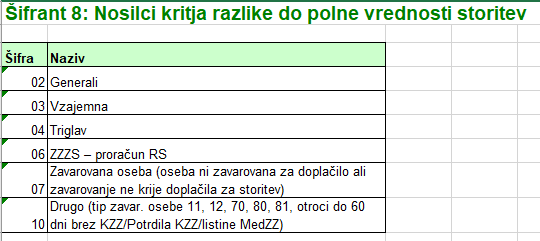 Šifrant 8: Nosilci kritja razlike do polne vrednosti storitev
Šifra Naziv
02 Generali
03 Vzajemna
04 Triglav
06 ZZZS – proračun RS
Zavarovana oseba (oseba ni zavarovana za doplačilo ali
07 zavarovanje ne krije doplačila za storitev)
Drugo (tip zavar. osebe 11, 12, 70, 80, 81, otroci do 60
10 dni brez KZZ/Potrdila KZZ/listine MedZZ)